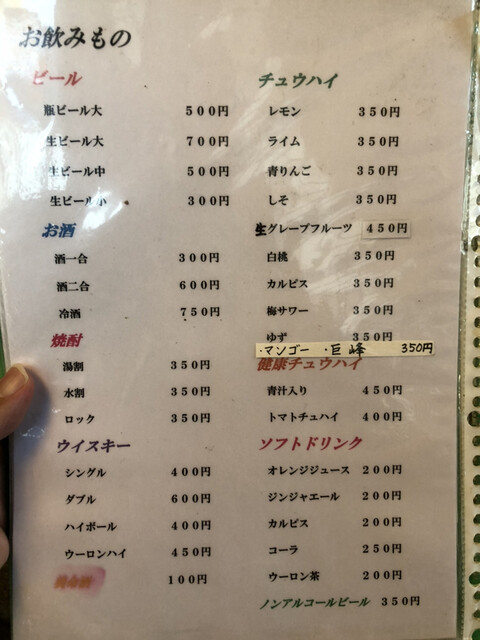 お飲みもの
ビール
瓶ビール大 500円
生ビール大 700円
生ビール中 500円
生ビール小 300円
お酒
酒一合 300円
酒二合 600円
冷酒 750円
焼酎
湯割 350円
水割 350円
ロック 350円
ウイスキー
シングル 400円
ダブル 600円
ハイボール 400円
ウーロンハイ 450円
100円
チュウハイ
レモン 350円
ライム 350円
青りんご 350円
しそ 350円
生グレープフルーツ 450円
白桃 350円
カルピス 350円
梅サワー 350円
ゆず 350円
・マンゴー ・巨峰 350円
健康チュウハイ
青汁入り 450円
トマトチュハイ 400円
ソフトドリンク
オレンジジュース 200円
ジンジャエール 200円
カルピス 200円
コーラ 250円
ウーロン茶 200円
ノンアルコールビール 350円